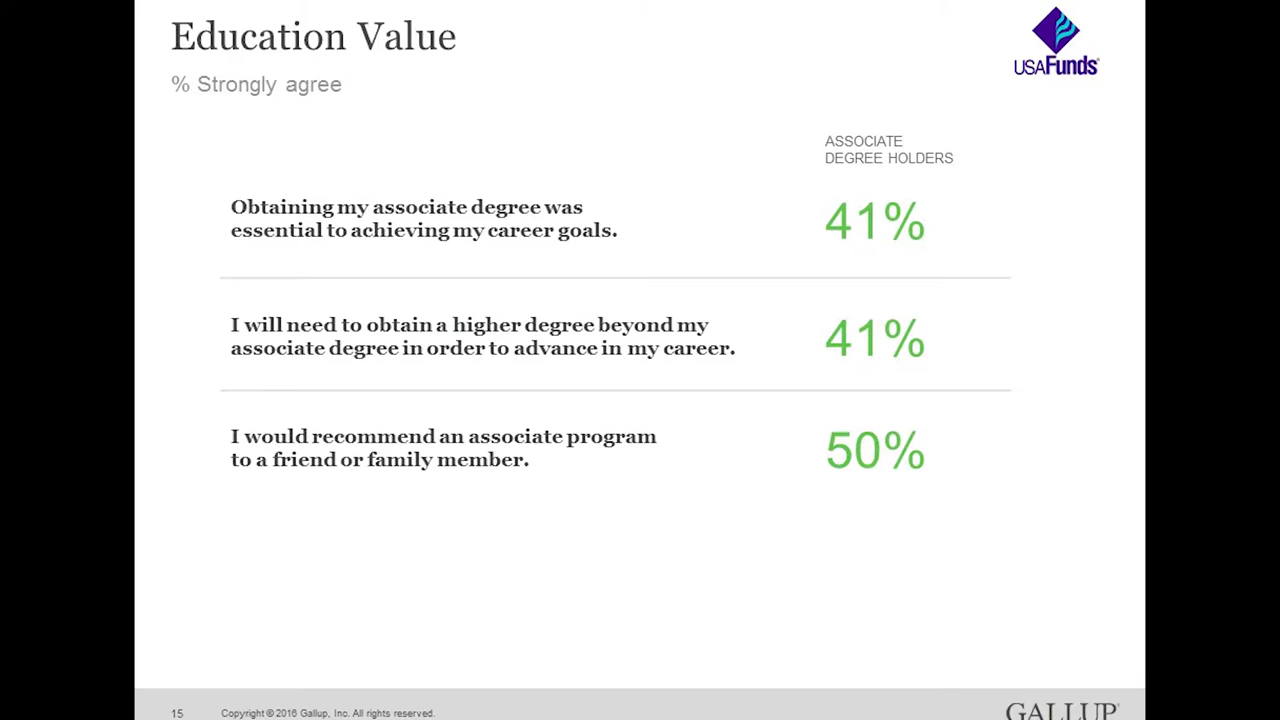 Education Value
% Strongly agree
USAFunds®
ASSOCIATE
DEGREE HOLDERS
Obtaining my associate degree was
essential to achieving my career goals.
41%
I will need to obtain a higher degree beyond my
associate degree in order to advance in my career.
41%
I would recommend an associate program
to a friend or family member.
50%
15
Copyright © 2016 Gallup, Inc. All rights reserved.
GALLUP®